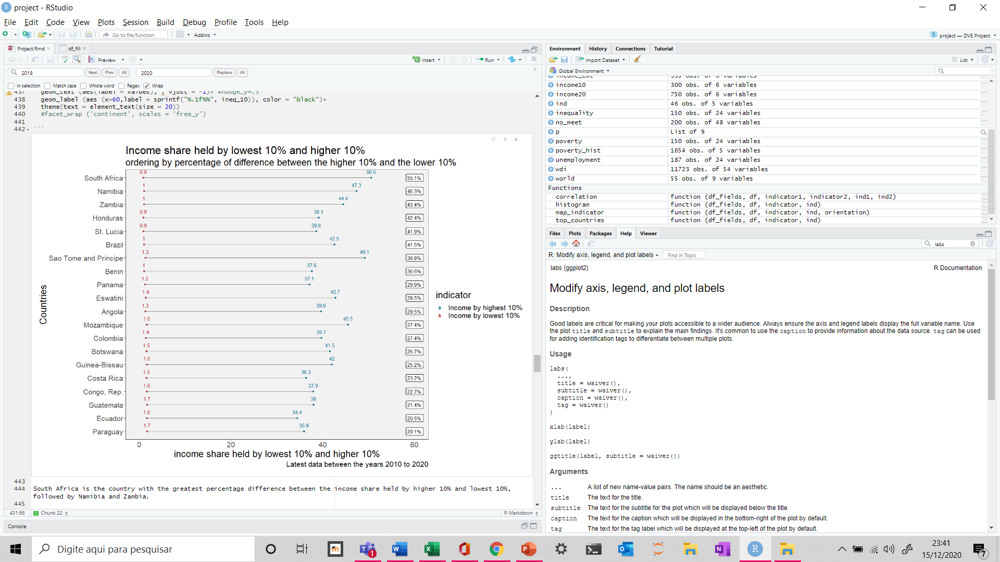 project - RStudio
File Edit Code View Plots Session Build Debug Profile Tools Help
Go to file/function Addins
project — DVE Project
Project.Rmd df_fill
Preview Insert Run
2018 Next Prev All 2020 Replace All
In selection Match case Whole word Regex Wrap
437 geom_text (aes(label = values), , vjust = -1)+ #nudge_y=.3
438 geom_label (aes (x=60,label = sprintf("%.1f%%", ineq_10)), color = "black")+
439 theme(text = element_text(size = 20))
440 #facet_wrap ('continent', scales = 'free_y')
441
442 ```
Income share held by lowest 10% and higher 10%
ordering by percentage of difference between the higher 10% and the lower 10%
South Africa 0.9 50.5 55.1%
Namibia 1 47.3 46.3%
Zambia 1 44.4 43.4%
Honduras 0.9 39.1 42.4%
St. Lucia 0.9 38.6 41.9%
Brazil 1 42.5 41.5%
Sao Tome and Principe 1.3 49.1 36.8%
Benin 1 37.6 36.6%
Panama 1.2 37.1 29.9%
Eswatini 1.4 42.7 29.5%
Angola 1.3 39.6 29.5%
Mozambique 1.6 45.5 27.4%
Colombia 1.4 39.7 27.4%
Botswana 1.5 41.5 26.7%
Guinea-Bissau 1.6 42 25.2%
Costa Rica 1.5 36.3 23.2%
Congo, Rep. 1.6 37.9 22.7%
Guatemala 1.7 38 21.4%
Ecuador 1.6 34.4 20.5%
Paraguay 1.7 35.9 20.1%
Countries
0 20 40 60
income share held by lowest 10% and higher 10%
Latest data between the years 2010 to 2020
indicator
a Income by highest 10%
a Income by lowest 10%
443
444 South Africa is the country with the greatest percentage difference between the income share held by higher 10% and lowest 10%,
followed by Namibia and Zambia.
445
431:65 Chunk 22 R Markdown
Console
Environment History Connections Tutorial
Import Dataset List
Global Environment
income_ext 555 obs. of 6 variables
income10 300 obs. of 6 variables
income20 750 obs. of 6 variables
ind 46 obs. of 5 variables
inequality 150 obs. of 24 variables
no_meet 200 obs. of 48 variables
p List of 9
poverty 150 obs. of 24 variables
poverty_hist 1654 obs. of 5 variables
unemployment 187 obs. of 24 variables
wdi 11723 obs. of 54 variables
world 55 obs. of 9 variables
Functions
correlation function (df_fields, df, indicator1, indicator2, ind1, ind2)
histogram function (df_fields, df, indicator, ind)
map_indicator function (df_fields, df, indicator, ind, orientation)
top_countries function (df_fields, df, indicator, ind)
Files Plots Packages Help Viewer
labs
R: Modify axis, legend, and plot labels Find in Topic
labs {ggplot2} R Documentation
Modify axis, legend, and plot labels
Description
Good labels are critical for making your plots accessible to a wider audience. Always ensure the axis and legend labels display the full variable name. Use
the plot title and subtitle to explain the main findings. It's common to use the caption to provide information about the data source. tag can be used
for adding identification tags to differentiate between multiple plots.
Usage
labs(
...,
title = waiver(),
subtitle = waiver(),
caption = waiver(),
tag = waiver()
)
xlab(label)
ylab(label)
ggtitle(label, subtitle = waiver())
Arguments
... A list of new name-value pairs. The name should be an aesthetic.
title The text for the title.
subtitle The text for the subtitle for the plot which will be displayed below the title.
caption The text for the caption which will be displayed in the bottom-right of the plot by default.
tag The text for the tag label which will be displayed at the top-left of the plot by default.
Digite aqui para pesquisar
23:41
15/12/2020
7